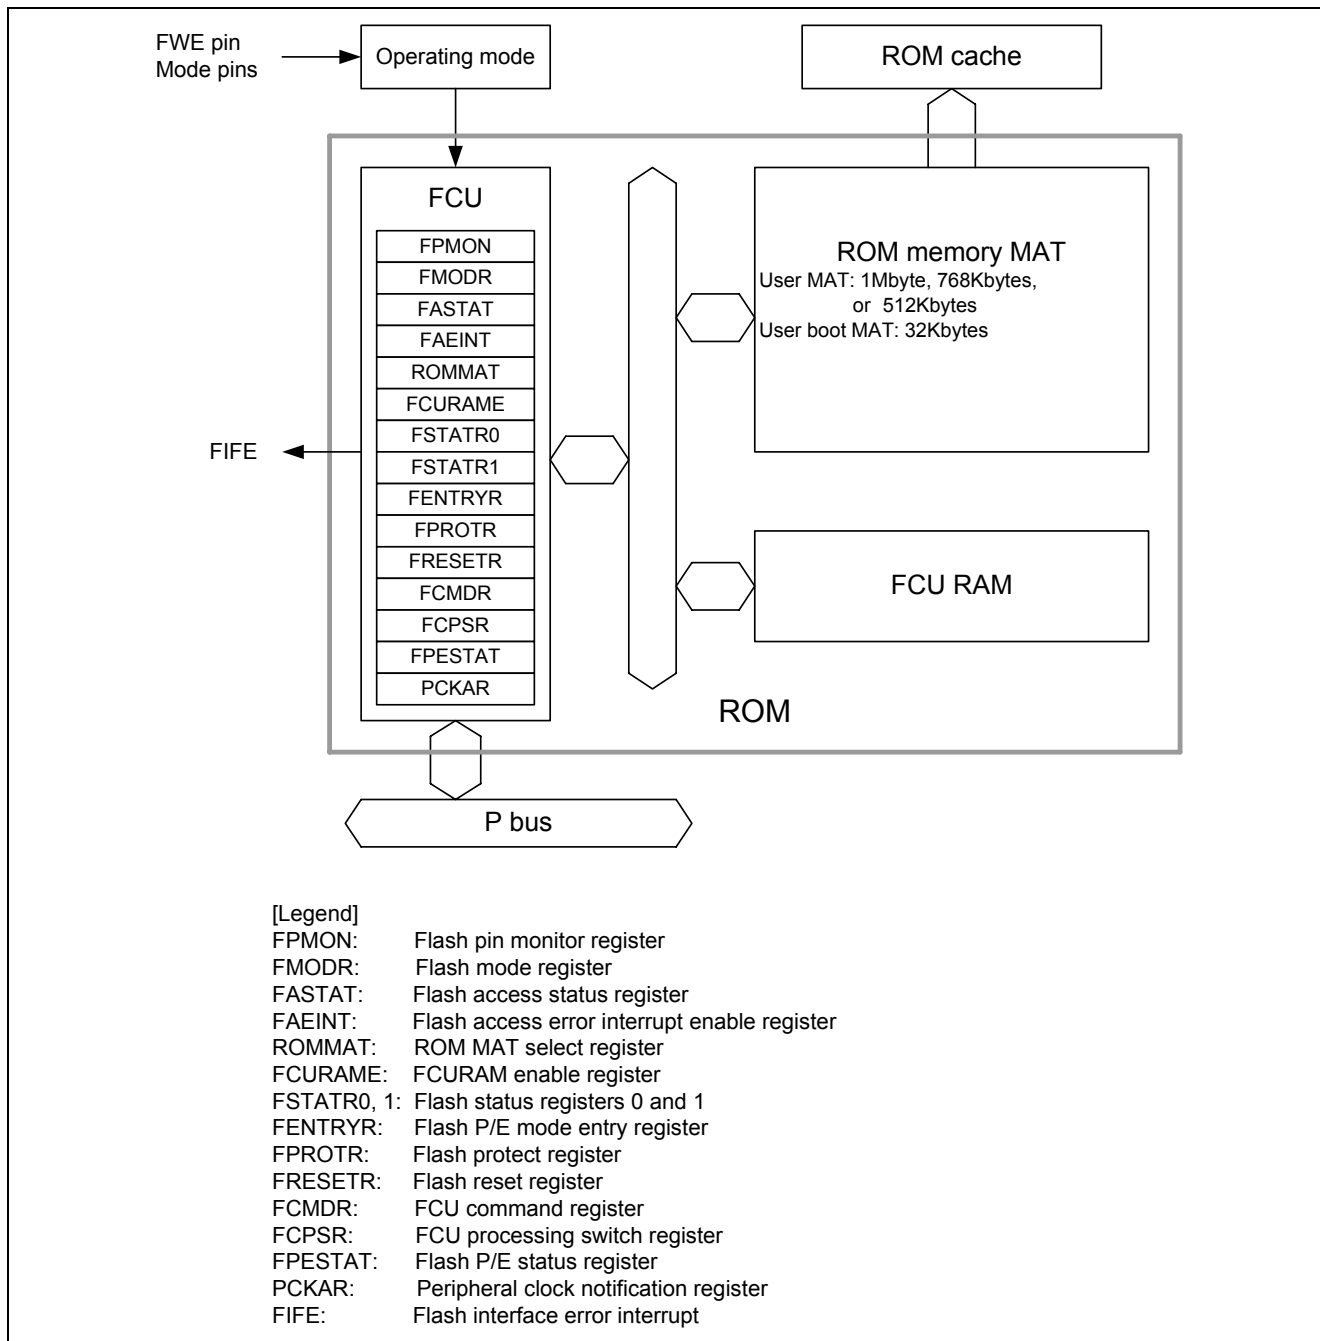 FWE pin
Mode pins
Operating mode
ROM cache
FCU
FPMON
FMODR
FASTAT
FAEINT
ROMMAT
FCURAME
FSTATR0
FSTATR1
FENTRYR
FPROTR
FRESETR
FCMDR
FCPSR
FPESTAT
PCKAR
FIFE
ROM memory MAT
User MAT: 1Mbyte, 768Kbytes,
or 512Kbytes
User boot MAT: 32Kbytes
FCU RAM
ROM
P bus
[Legend]
FPMON: Flash pin monitor register
FMODR: Flash mode register
FASTAT: Flash access status register
FAEINT: Flash access error interrupt enable register
ROMMAT: ROM MAT select register
FCURAME: FCURAM enable register
FSTATR0, 1: Flash status registers 0 and 1
FENTRYR: Flash P/E mode entry register
FPROTR: Flash protect register
FRESETR: Flash reset register
FCMDR: FCU command register
FCPSR: FCU processing switch register
FPESTAT: Flash P/E status register
PCKAR: Peripheral clock notification register
FIFE: Flash interface error interrupt